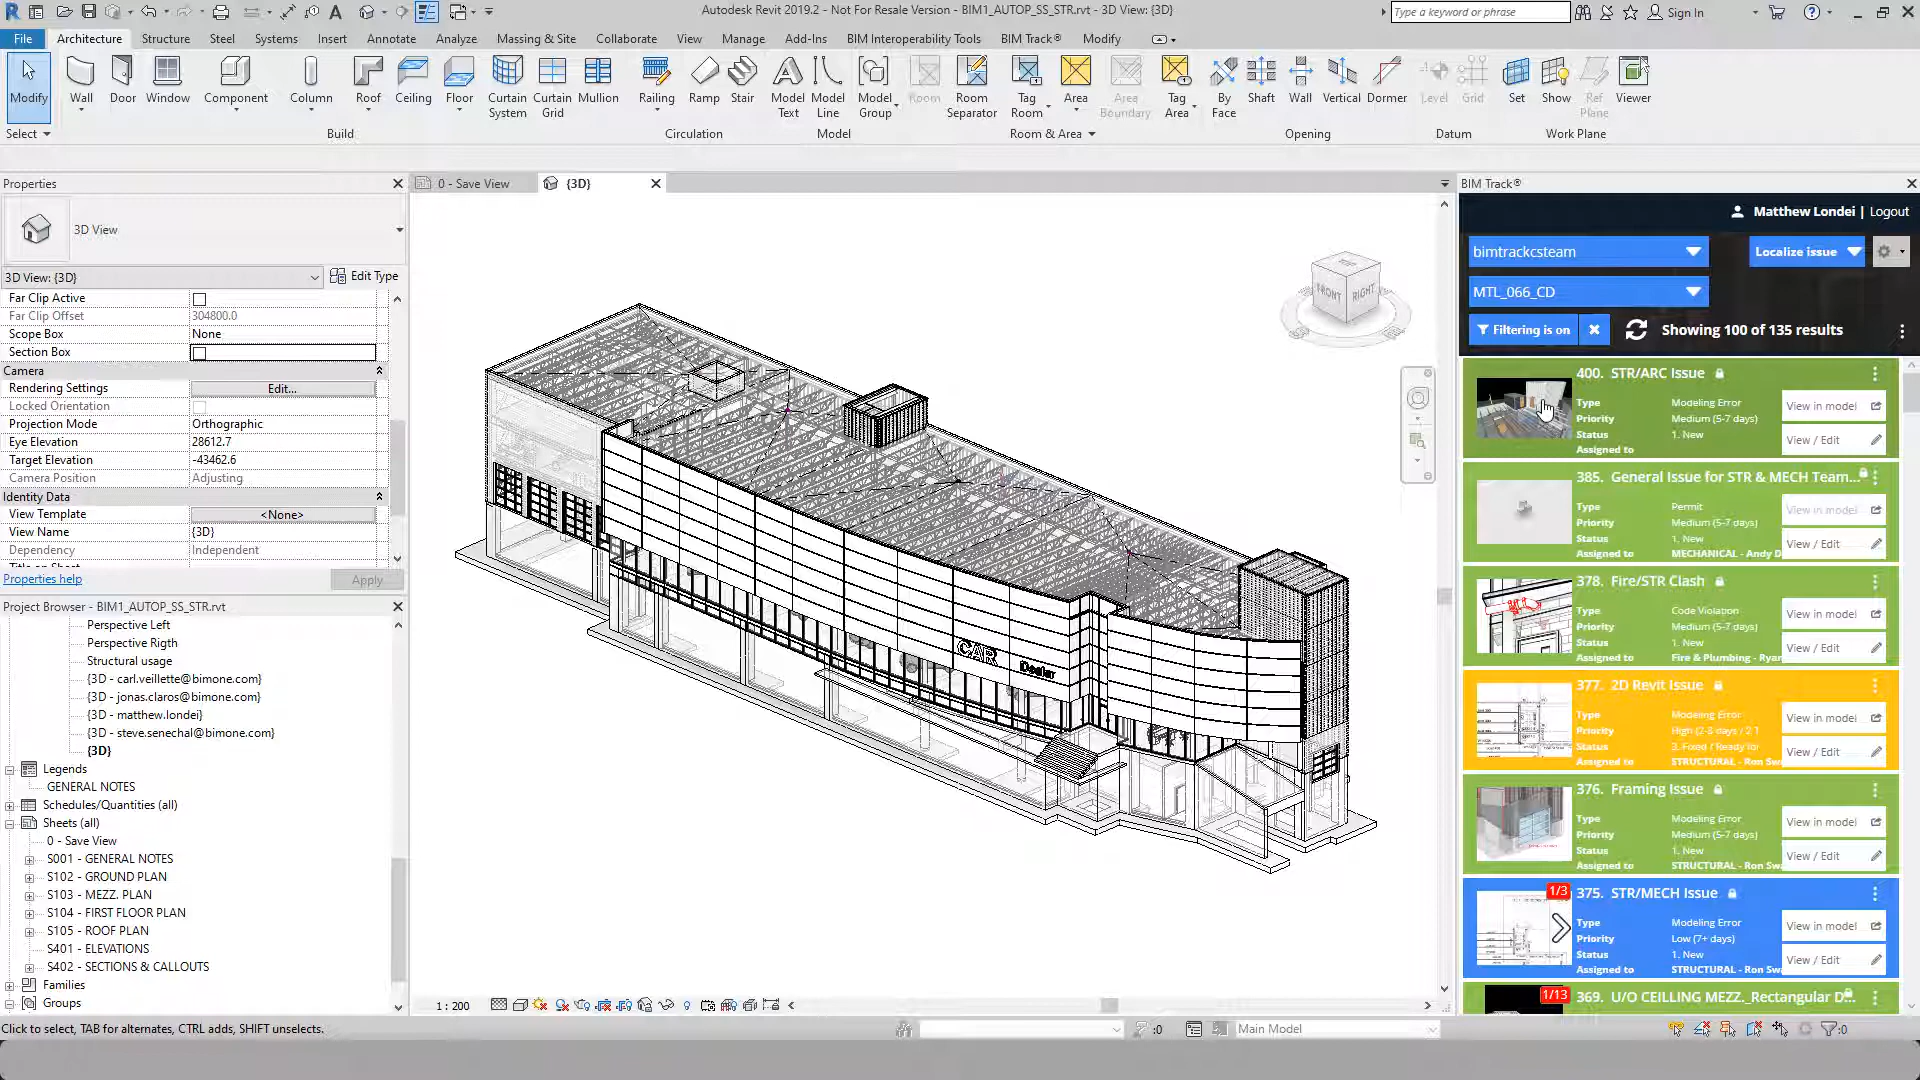 Autodesk Revit 2019.2 - Not For Resale Version - BIM1_AUTOP_SS_STR.rvt - 3D View: {3D}
Type a keyword or phrase
Sign In
File Architecture Structure Steel Systems Insert Annotate Analyze Massing & Site Collaborate View Manage Add-Ins BIM Interoperability Tools BIM Track® Modify
Modify Wall Door Window Component Column Roof Ceiling Floor Curtain System Curtain Grid Mullion Railing Ramp Stair Model Text Model Line Model Group Room Room Separator Tag Room Area Area Boundary Tag Area By Face Shaft Wall Vertical Dormer Level Grid Set Show Ref Plane Viewer
Select Build Circulation Model Room & Area Opening Datum Work Plane
Properties
3D View
3D View: {3D}
Edit Type
Far Clip Active
Far Clip Offset 304800.0
Scope Box None
Section Box
Camera
Rendering Settings Edit...
Locked Orientation
Projection Mode Orthographic
Eye Elevation 28612.7
Target Elevation -43462.6
Camera Position Adjusting
Identity Data
View Template <None>
View Name {3D}
Dependency Independent
Properties help Apply
Project Browser - BIM1_AUTOP_SS_STR.rvt
Perspective Left
Perspective Rigth
Structural usage
{3D - carl.veillette@bimone.com}
{3D - jonas.claros@bimone.com}
{3D - matthew.londei}
{3D - steve.senechal@bimone.com}
{3D}
Legends
GENERAL NOTES
Schedules/Quantities (all)
Sheets (all)
0 - Save View
S001 - GENERAL NOTES
S102 - GROUND PLAN
S103 - MEZZ. PLAN
S104 - FIRST FLOOR PLAN
S105 - ROOF PLAN
S401 - ELEVATIONS
S402 - SECTIONS & CALLOUTS
Families
Groups
Click to select, TAB for alternates, CTRL adds, SHIFT unselects.
0 - Save View
{3D}
TOP
FRONT RIGHT
CAR Dealer
1 : 200
:0
Main Model
:0
BIM Track®
Matthew Londei | Logout
bimtrackcsteam
Localize issue
MTL_066_CD
Filtering is on
Showing 100 of 135 results
400. STR/ARC Issue
Type Modeling Error
Priority Medium (5-7 days)
Status 1. New
Assigned to
View in model
View / Edit
385. General Issue for STR & MECH Team...
Type Permit
Priority Medium (5-7 days)
Status 1. New
Assigned to MECHANICAL - Andy D
View in model
View / Edit
378. Fire/STR Clash
Type Code Violation
Priority Medium (5-7 days)
Status 1. New
Assigned to Fire & Plumbing - Ryan
View in model
View / Edit
377. 2D Revit Issue
Type Modeling Error
Priority
Status 3. Fixed / Ready for
Assigned to STRUCTURAL - Ron Sw
View in model
View / Edit
376. Framing Issue
Type Modeling Error
Priority Medium (5-7 days)
Status 1. New
Assigned to STRUCTURAL - Ron Sw
View in model
View / Edit
1/3
375. STR/MECH Issue
Type Modeling Error
Priority Low (7+ days)
Status 1. New
Assigned to STRUCTURAL - Ron Sw
View in model
View / Edit
1/13
369. U/O CEILLING MEZZ._Rectangular D...